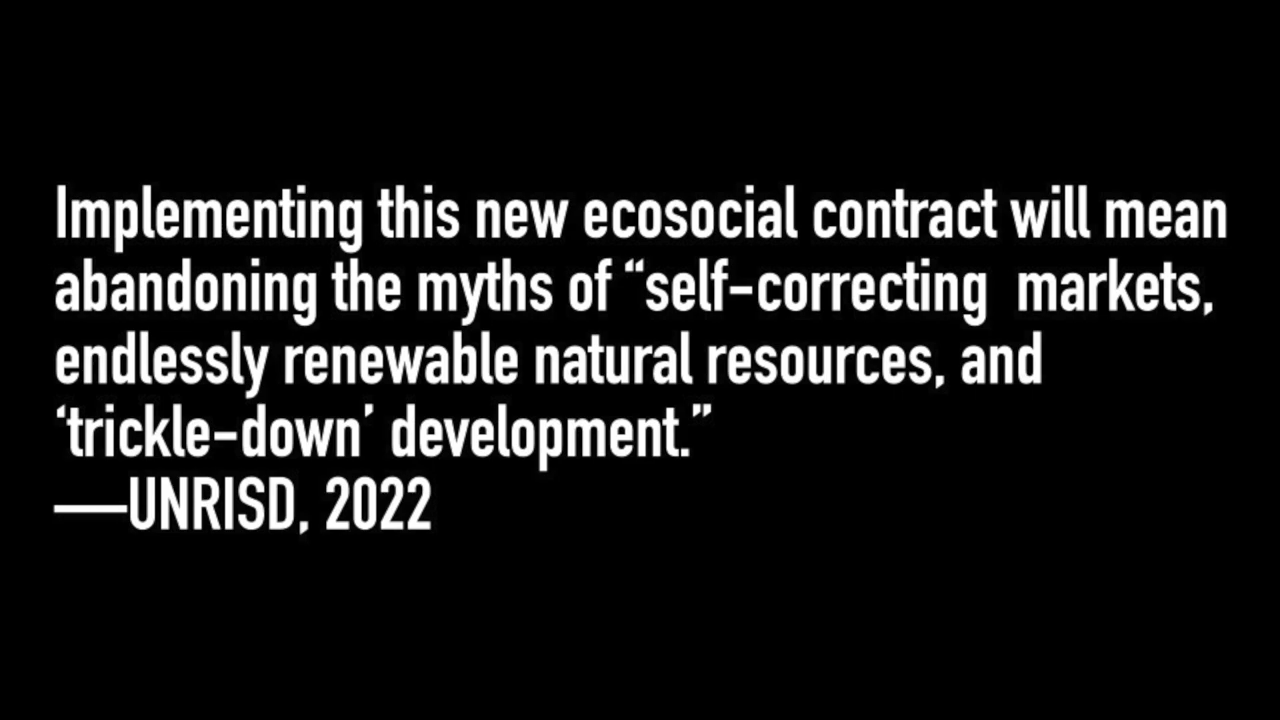 Implementing this new ecosocial contract will mean
abandoning the myths of “self-correcting  markets,
endlessly renewable natural resources, and
‘trickle-down’ development.”
—UNRISD, 2022